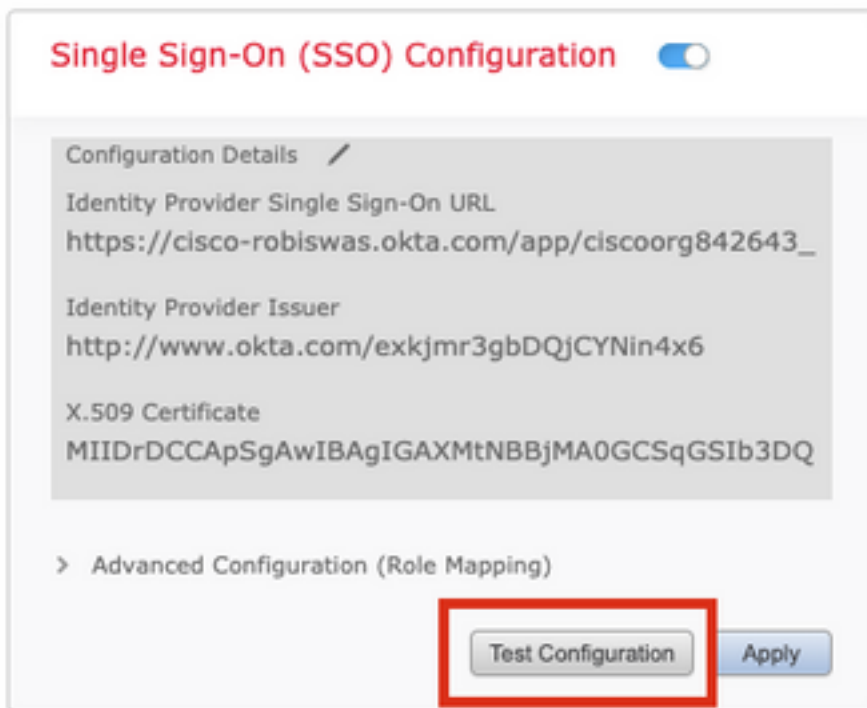 Single Sign-On (SSO) Configuration
Configuration Details
Identity Provider Single Sign-On URL
https://cisco-robiswas.okta.com/app/ciscoorg842643_
Identity Provider Issuer
http://www.okta.com/exkjmr3gbDQjCYNin4x6
X.509 Certificate
MIIDrDCCApSgAwIBAgIGAXMtNBBjMA0GCSqGSIb3DQ
Advanced Configuration (Role Mapping)
Test Configuration Apply